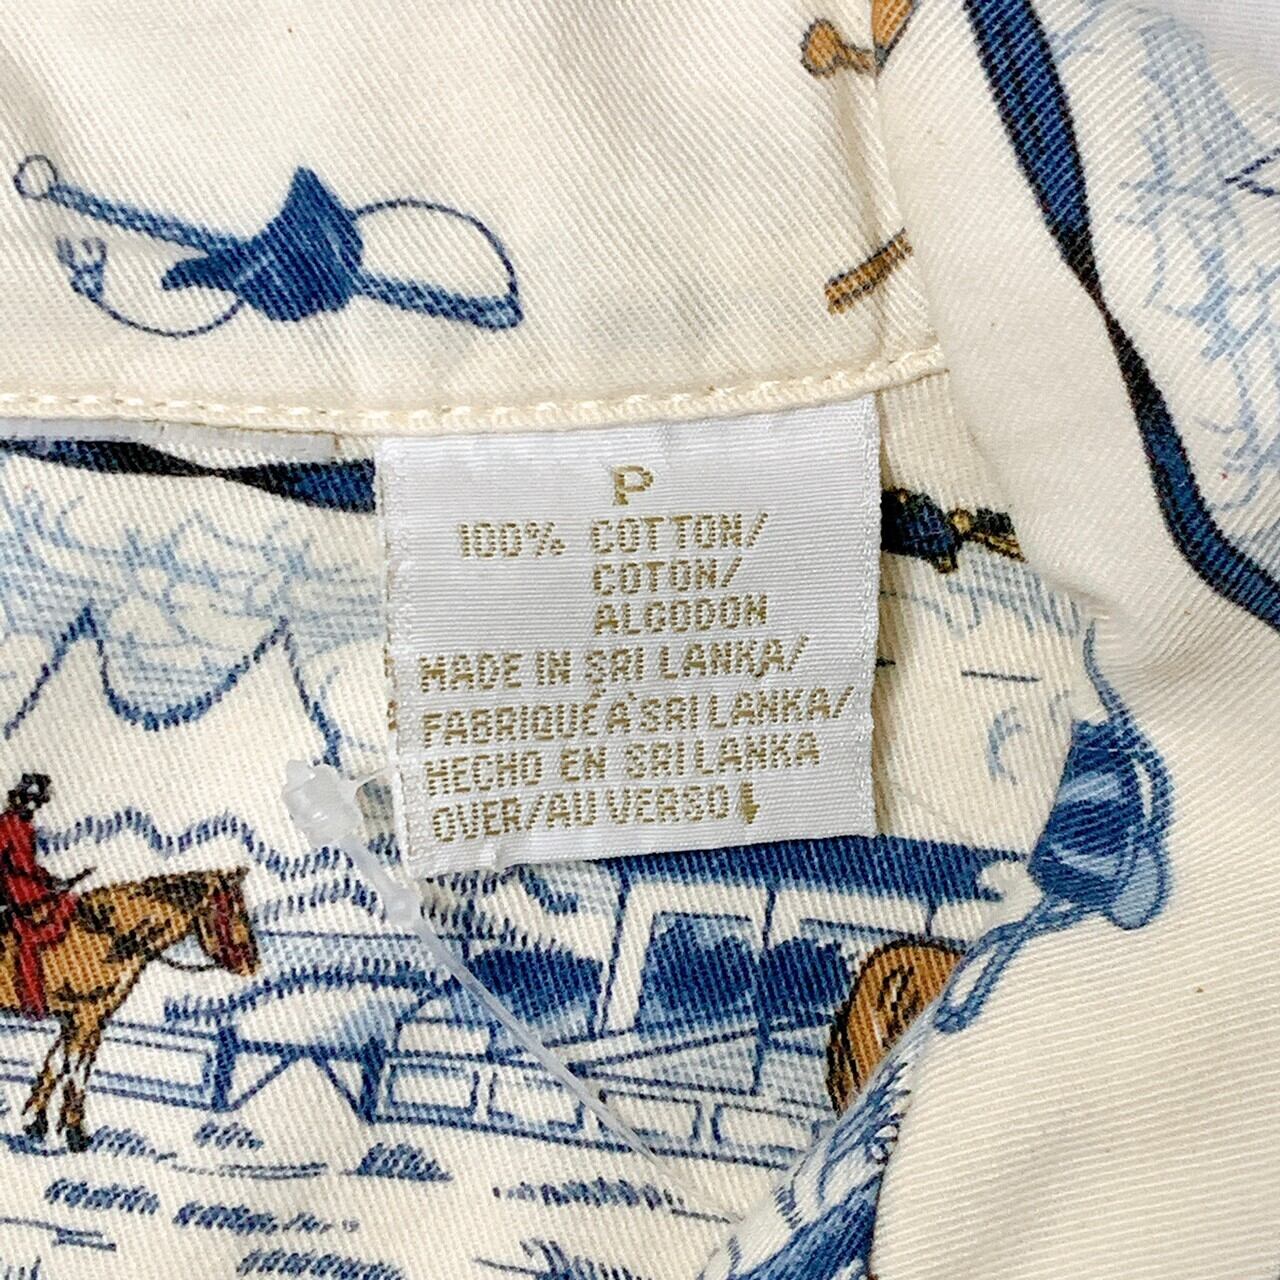 P
100% COTTON/
COTON/
ALGODON
MADE IN SRI LANKA/
FABRIQUÉ À SRI LANKA/
HECHO EN SRI LANKA
OVER/AU VERSO